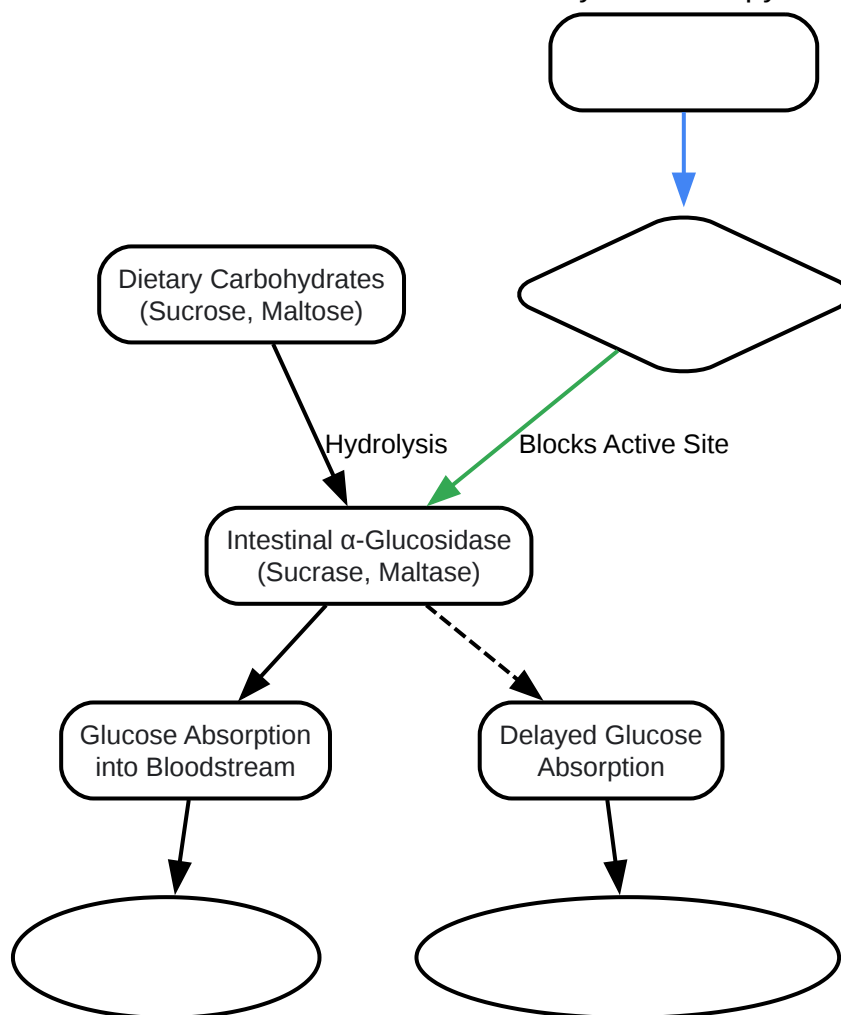 Dietary Carbohydrates
(Sucrose, Maltose)
Hydrolysis
Blocks Active Site
Intestinal α-Glucosidase
(Sucrase, Maltase)
Glucose Absorption
into Bloodstream
Delayed Glucose
Absorption